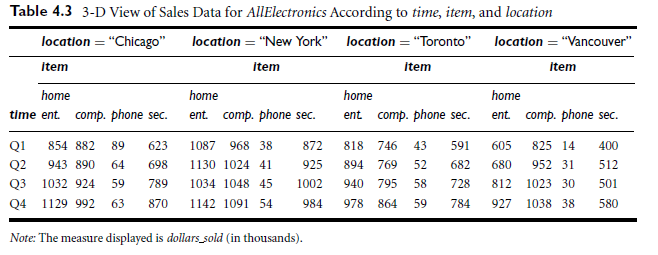 Table 4.3 3-D View of Sales Data for AllElectronics According to time, item, and location
location = “Chicago” location = “New York” location = “Toronto” location = “Vancouver”
item item item item
home home home home
time ent. comp. phone sec. ent. comp. phone sec. ent. comp. phone sec. ent. comp. phone sec.
Q1 854 882 89 623 1087 968 38 872 818 746 43 591 605 825 14 400
Q2 943 890 64 698 1130 1024 41 925 894 769 52 682 680 952 31 512
Q3 1032 924 59 789 1034 1048 45 1002 940 795 58 728 812 1023 30 501
Q4 1129 992 63 870 1142 1091 54 984 978 864 59 784 927 1038 38 580
Note: The measure displayed is dollars_sold (in thousands).